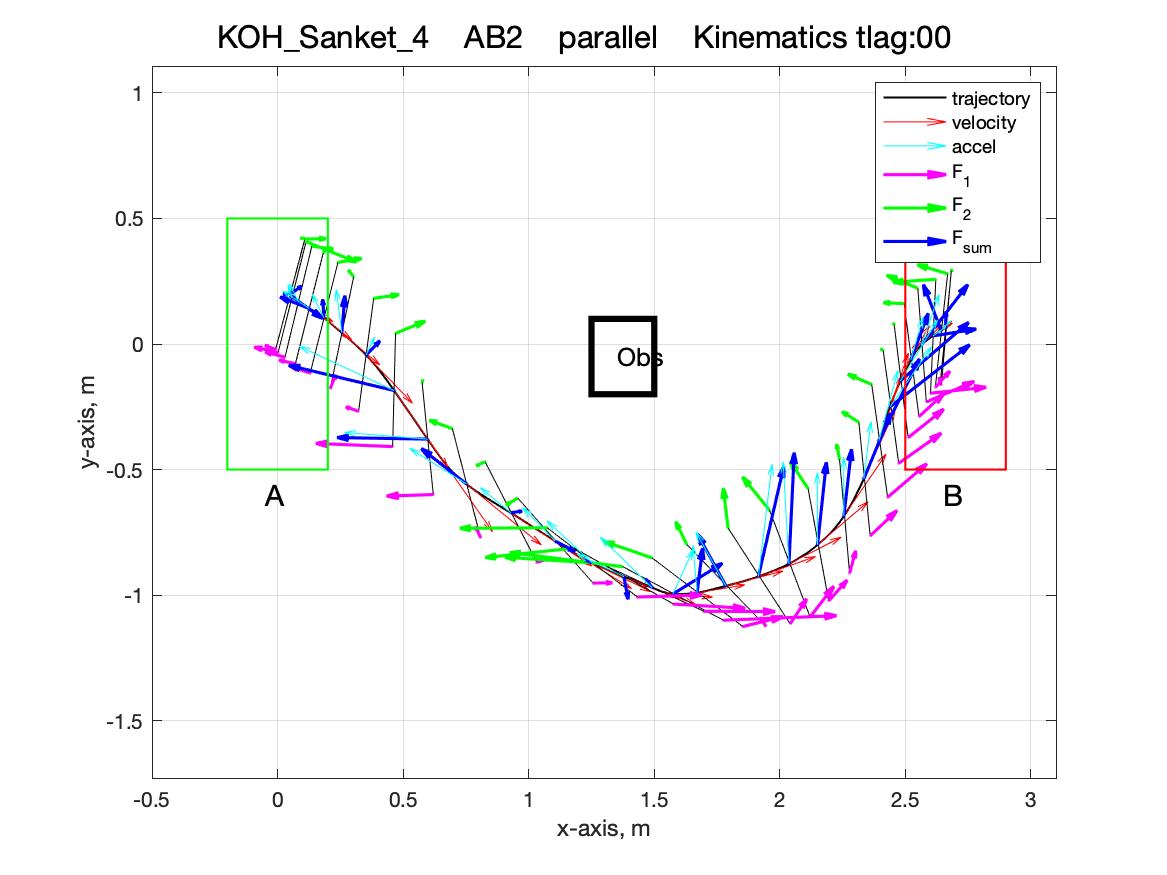 KOH_Sanket_4 AB2 parallel Kinematics tlag:00
trajectory
velocity
accel
F1
F2
Fsum
1
0.5
0
-0.5
-1
-1.5
y-axis, m
Obs
A
B
-0.5 0 0.5 1 1.5 2 2.5 3
x-axis, m